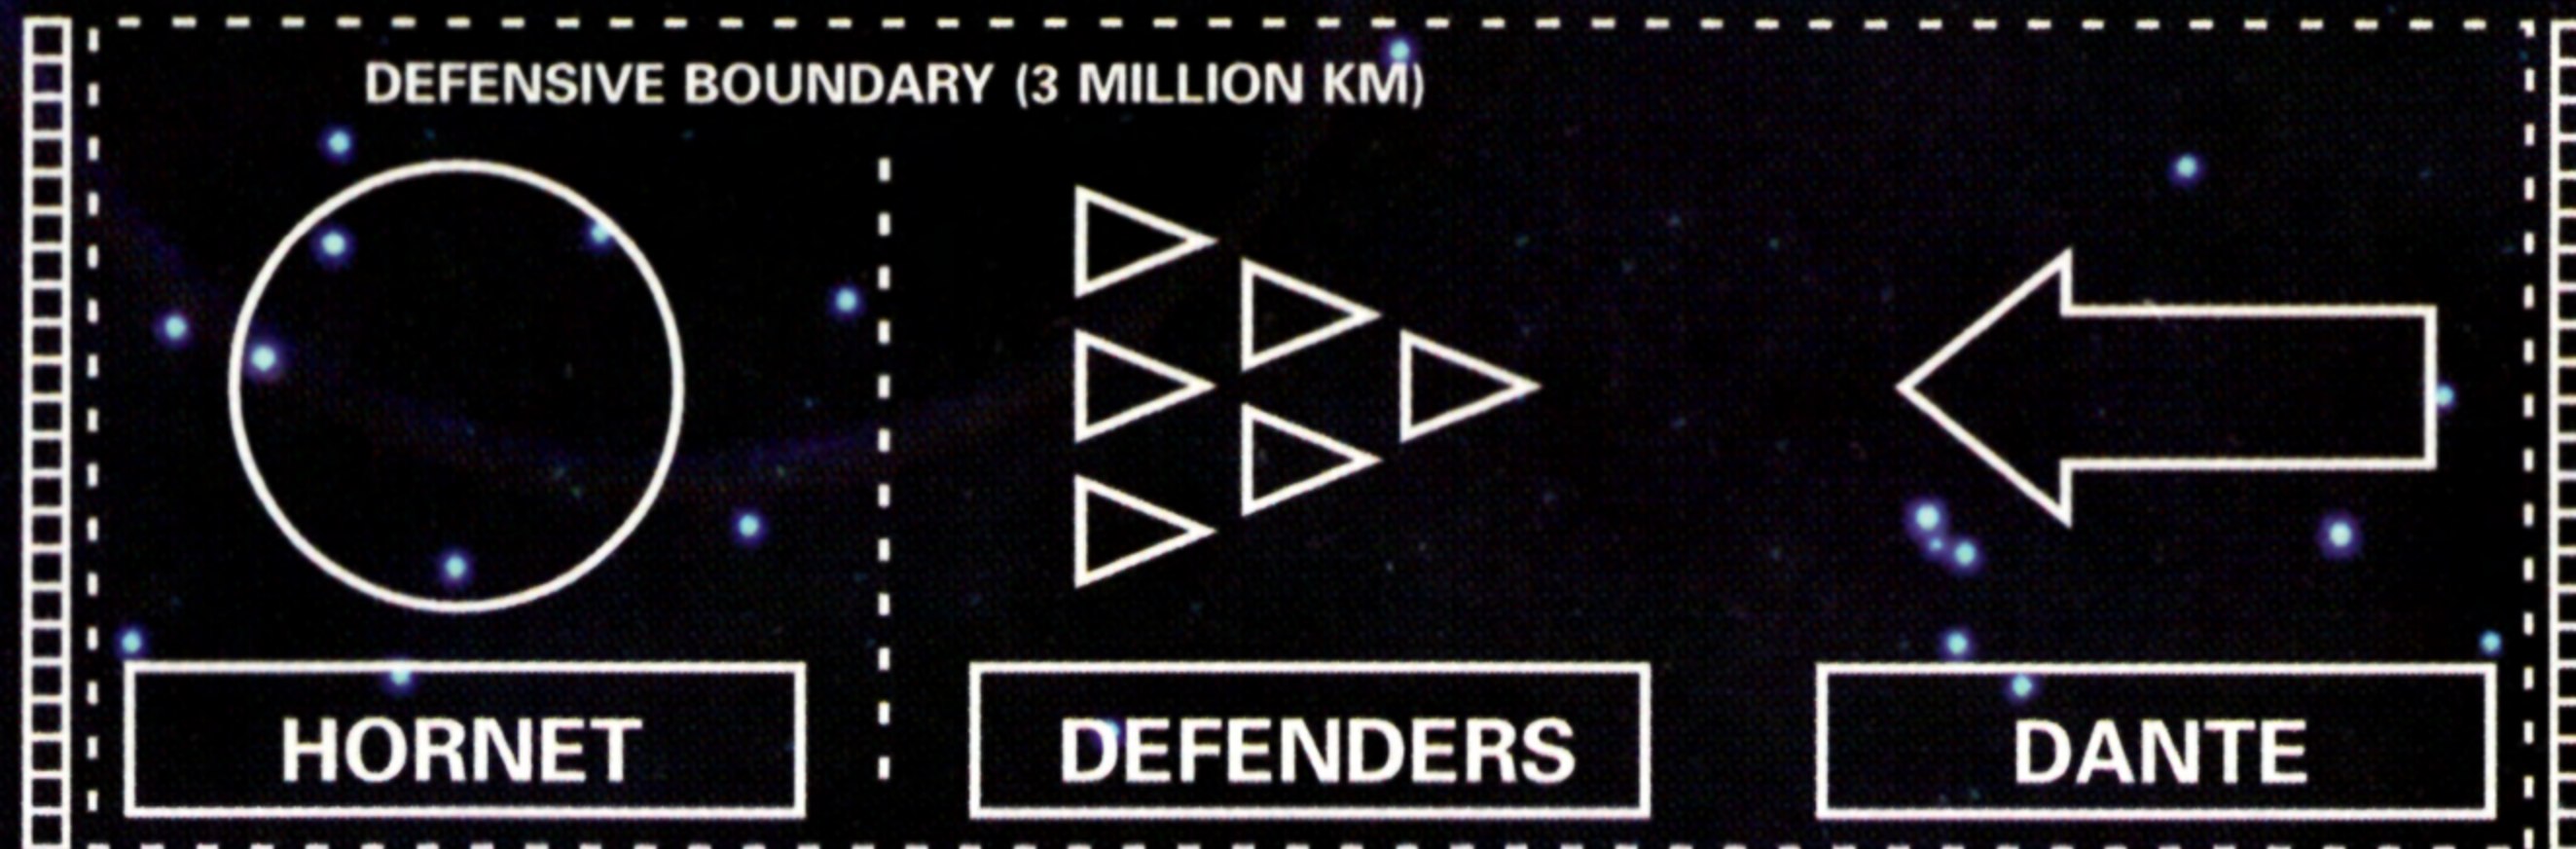 DEFENSIVE BOUNDARY (3 MILLION KM)
HORNET
DEFENDERS
DANTE